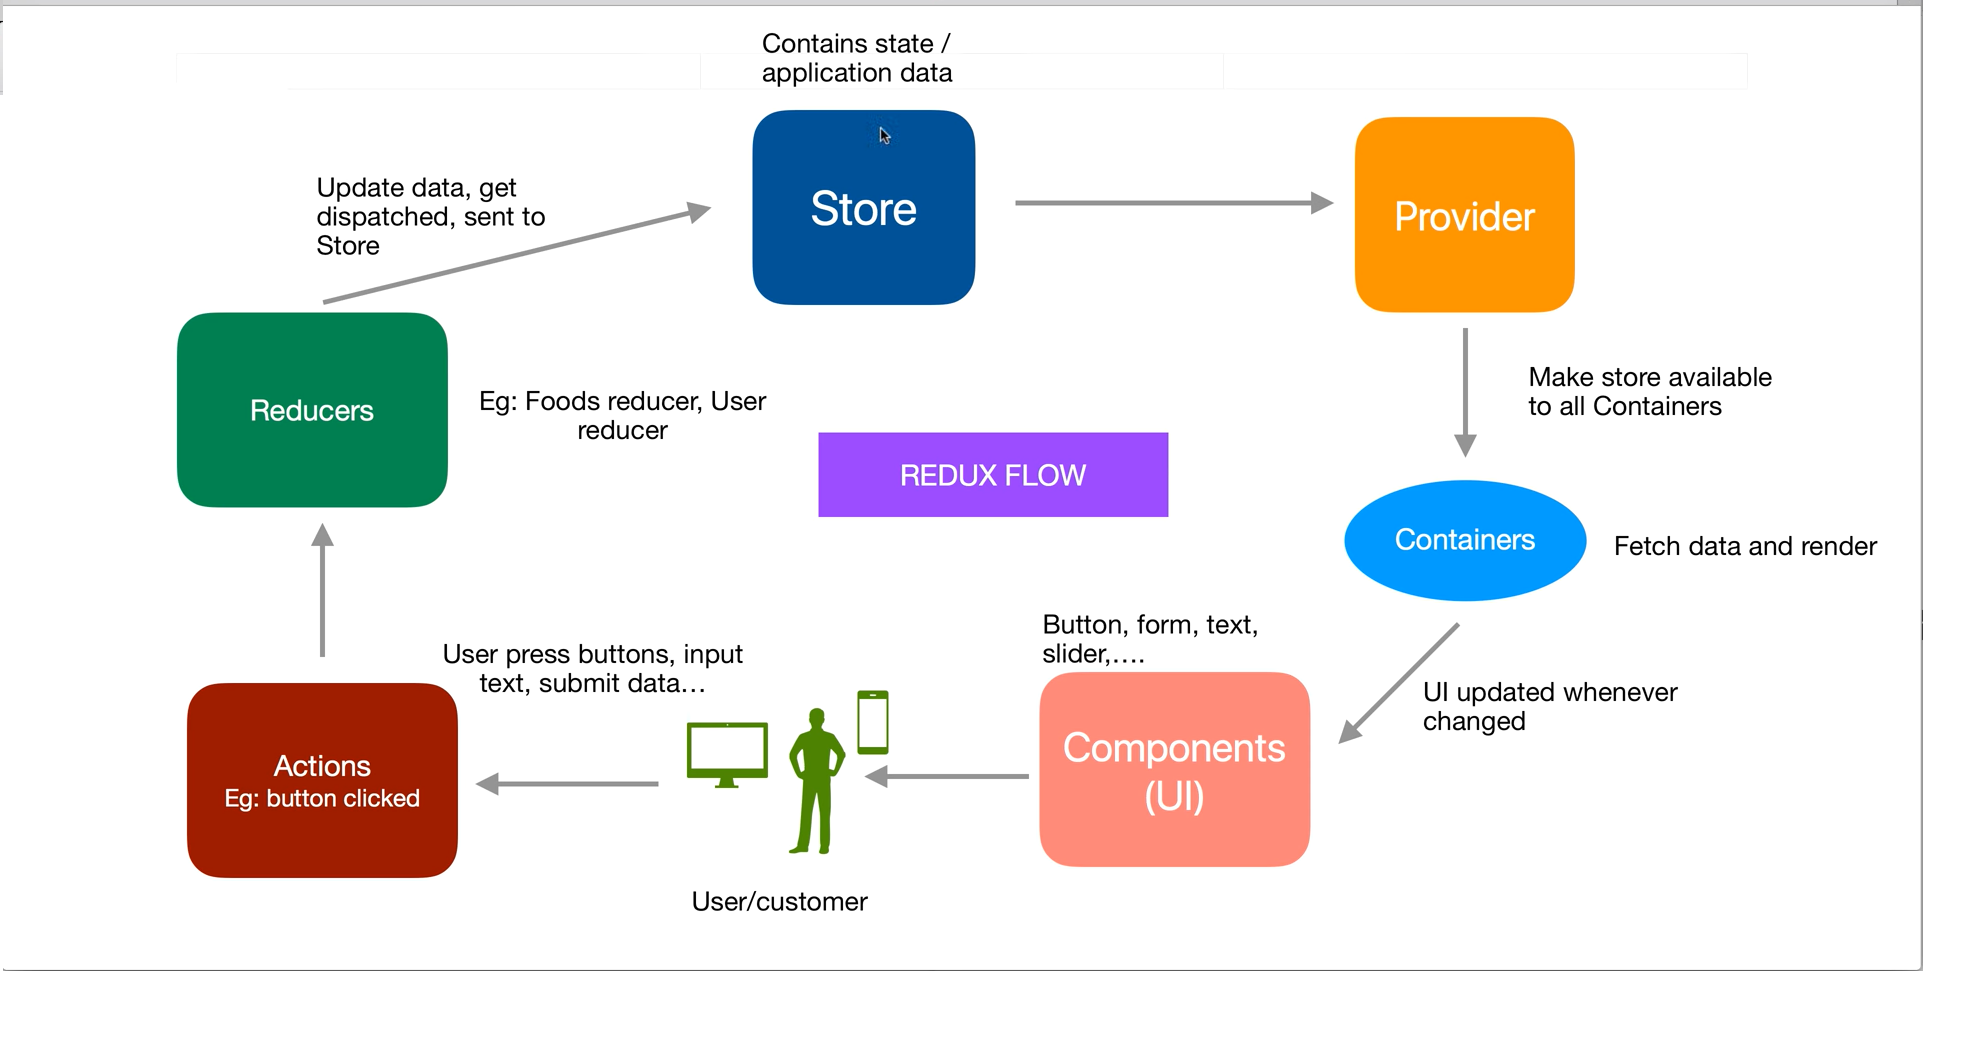 Contains state /
application data
Store
Provider
Update data, get
dispatched, sent to
Store
Reducers
Eg: Foods reducer, User
reducer
REDUX FLOW
Make store available
to all Containers
Containers
Fetch data and render
Button, form, text,
slider,....
UI updated whenever
changed
Components
(UI)
User press buttons, input
text, submit data...
Actions
Eg: button clicked
User/customer